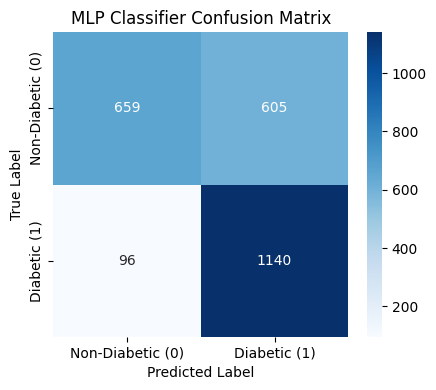 MLP Classifier Confusion Matrix
True Label
Non-Diabetic (0)
Diabetic (1)
659 605
96 1140
Non-Diabetic (0) Diabetic (1)
Predicted Label
1000
800
600
400
200